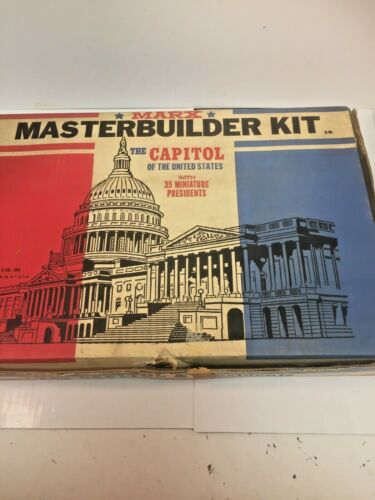 MARX
MASTERBUILDER KIT
THE CAPITOL
OF THE UNITED STATES
WITH
35 MINIATURE
PRESIDENTS